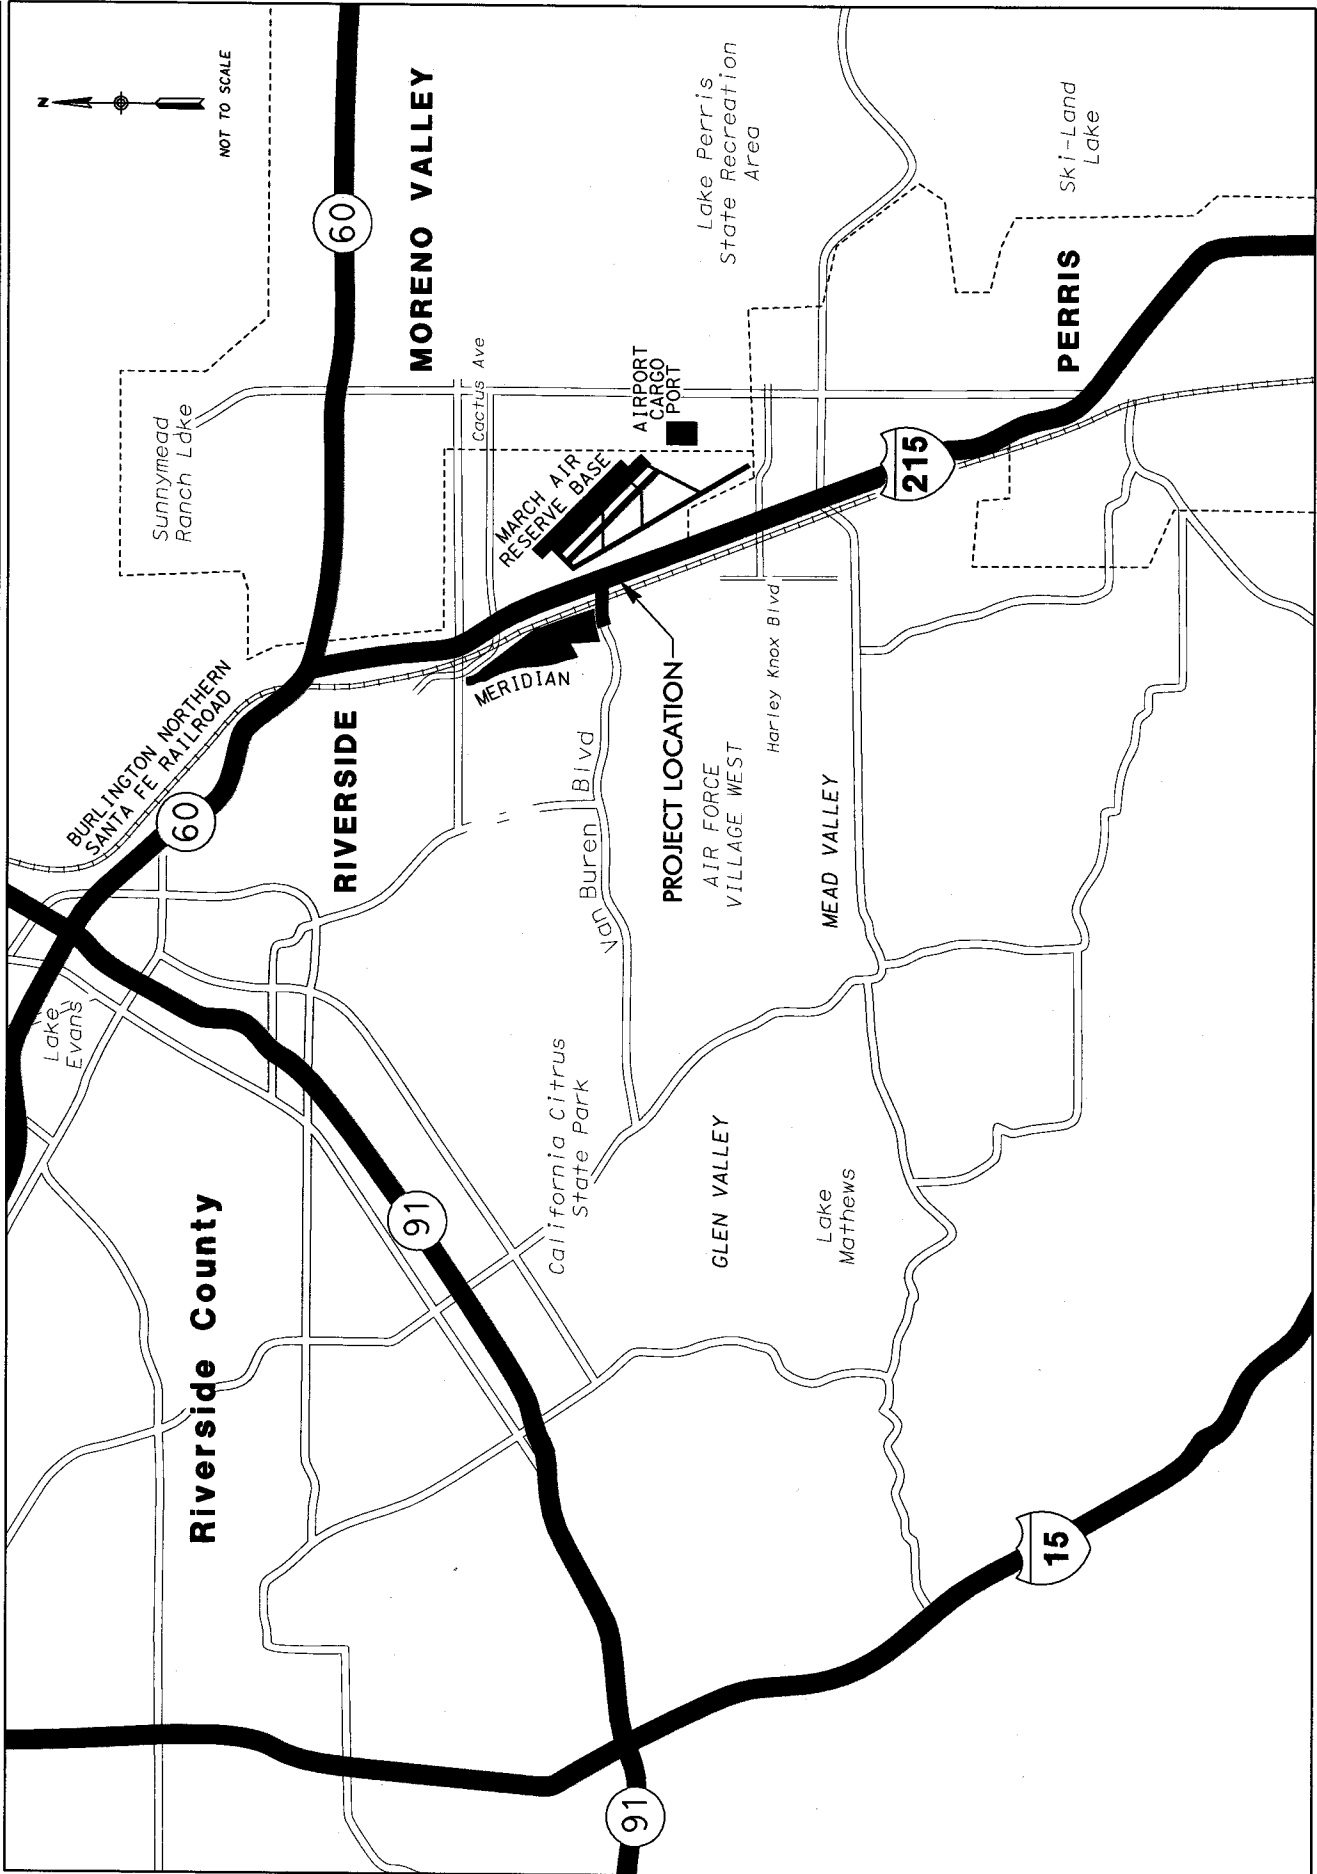 N
NOT TO SCALE
Riverside County
Lake
Evans
BURLINGTON NORTHERN
SANTA FE RAILROAD
60
Sunnymead
Ranch Lake
60
RIVERSIDE
MORENO VALLEY
91
Cactus Ave
MERIDIAN
MARCH AIR
RESERVE BASE
California Citrus
State Park
Van Buren Blvd
AIRPORT
CARGO
PORT
91
PROJECT LOCATION
GLEN VALLEY
AIR FORCE
VILLAGE WEST
Lake Perris
State Recreation
Area
Harley Knox Blvd
Lake
Mathews
MEAD VALLEY
215
15
PERRIS
Ski-Land
Lake